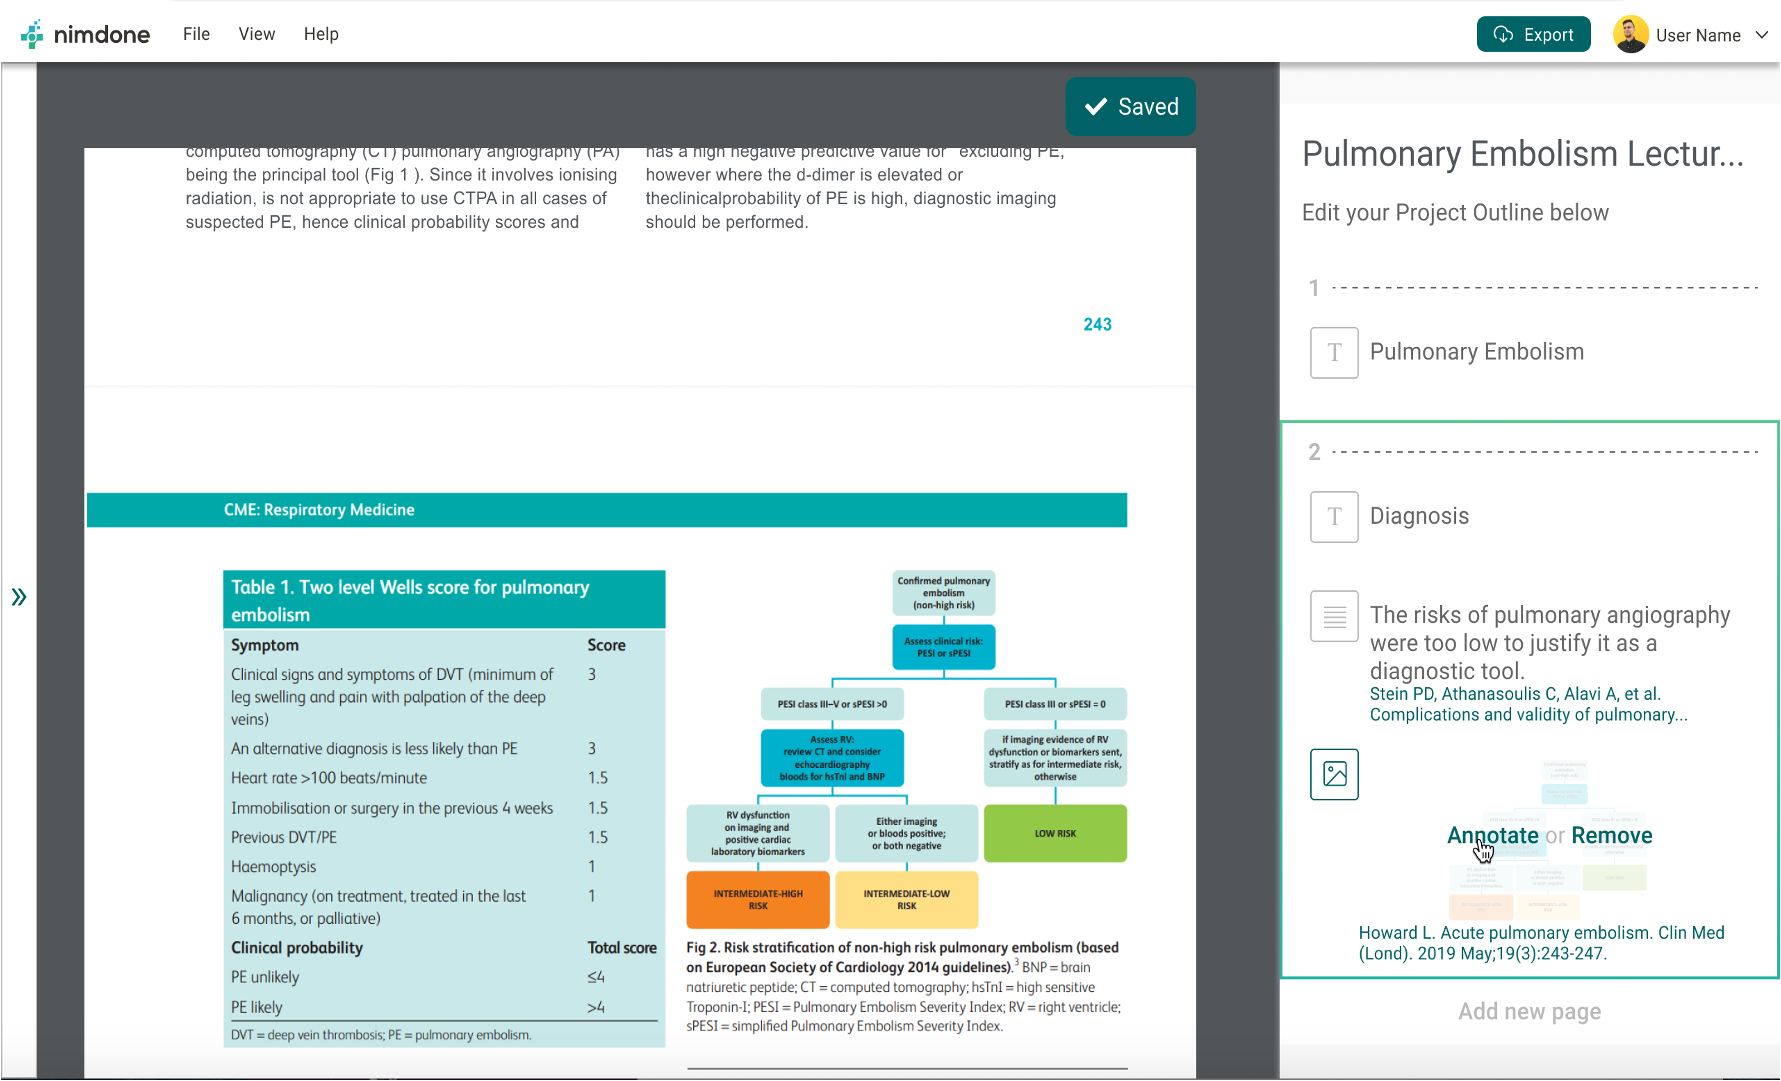 nimdone
File
View
Help
Export
User Name
Saved
computed tomography (CT) pulmonary angiography (PA)
being the principal tool (Fig 1 ). Since it involves ionising
radiation, is not appropriate to use CTPA in all cases of
suspected PE, hence clinical probability scores and
has a high negative predictive value for excluding PE,
however where the d-dimer is elevated or
theclinicalprobability of PE is high, diagnostic imaging
should be performed.
243
CME: Respiratory Medicine
Table 1. Two level Wells score for pulmonary
embolism
Symptom Score
Clinical signs and symptoms of DVT (minimum of 3
leg swelling and pain with palpation of the deep
veins)
An alternative diagnosis is less likely than PE 3
Heart rate >100 beats/minute 1.5
Immobilisation or surgery in the previous 4 weeks 1.5
Previous DVT/PE 1.5
Haemoptysis 1
Malignancy (on treatment, treated in the last 1
6 months, or palliative)
Clinical probability Total score
PE unlikely ≤4
PE likely >4
DVT = deep vein thrombosis; PE = pulmonary embolism.
Confirmed pulmonary
embolism
(non-high risk)
Assess clinical risk:
PESI or sPESI
PESI class III–V or sPESI >0
PESI class III or sPESI = 0
Assess RV:
review CT and consider
echocardiography
bloods for hsTnI and BNP
if imaging evidence of RV
dysfunction or biomarkers sent,
stratify as for intermediate risk,
otherwise
RV dysfunction
on imaging and
positive cardiac
laboratory biomarkers
Either imaging
or bloods positive;
or both negative
LOW RISK
INTERMEDIATE-HIGH
RISK
INTERMEDIATE-LOW
RISK
Fig 2. Risk stratification of non-high risk pulmonary embolism (based
on European Society of Cardiology 2014 guidelines).³ BNP = brain
natriuretic peptide; CT = computed tomography; hsTnI = high sensitive
Troponin-I; PESI = Pulmonary Embolism Severity Index; RV = right ventricle;
sPESI = simplified Pulmonary Embolism Severity Index.
Pulmonary Embolism Lectur...
Edit your Project Outline below
1
T
Pulmonary Embolism
2
T
Diagnosis
The risks of pulmonary angiography
were too low to justify it as a
diagnostic tool.
Stein PD, Athanasoulis C, Alavi A, et al.
Complications and validity of pulmonary...
Annotate or Remove
Howard L. Acute pulmonary embolism. Clin Med
(Lond). 2019 May;19(3):243-247.
Add new page